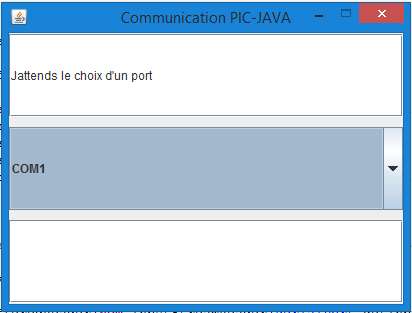 Communication PIC-JAVA
Jattends le choix d'un port
COM1